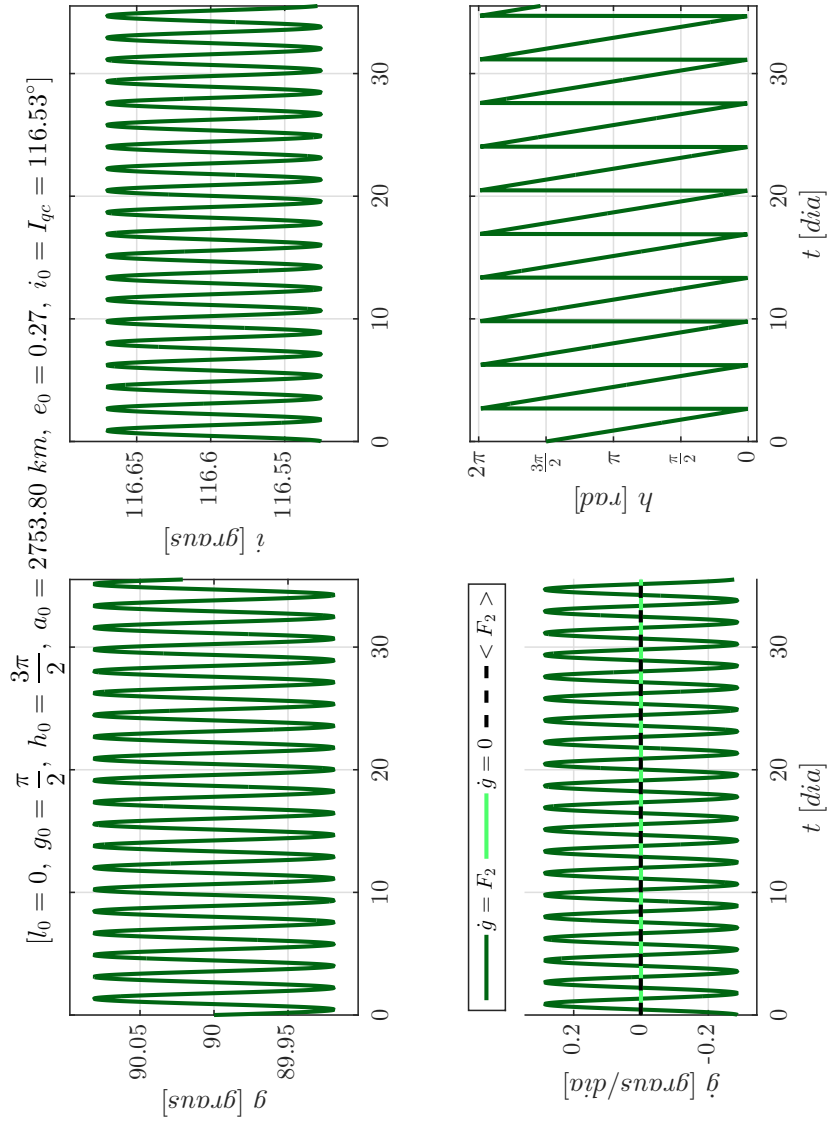 [l₀ = 0, g₀ = π/2, h₀ = 3π/2, a₀ = 2753.80 km, e₀ = 0.27, i₀ = I_qc = 116.53°]
g [graus]
90.05
90
89.95
0 10 20 30
i [graus]
116.65
116.6
116.55
0 10 20 30
ġ = F₂ ġ = 0 < F₂ >
ġ [graus/dia]
0.2
0
-0.2
0 10 20 30
t [dia]
h [rad]
2π
3π/2
π
π/2
0
0 10 20 30
t [dia]